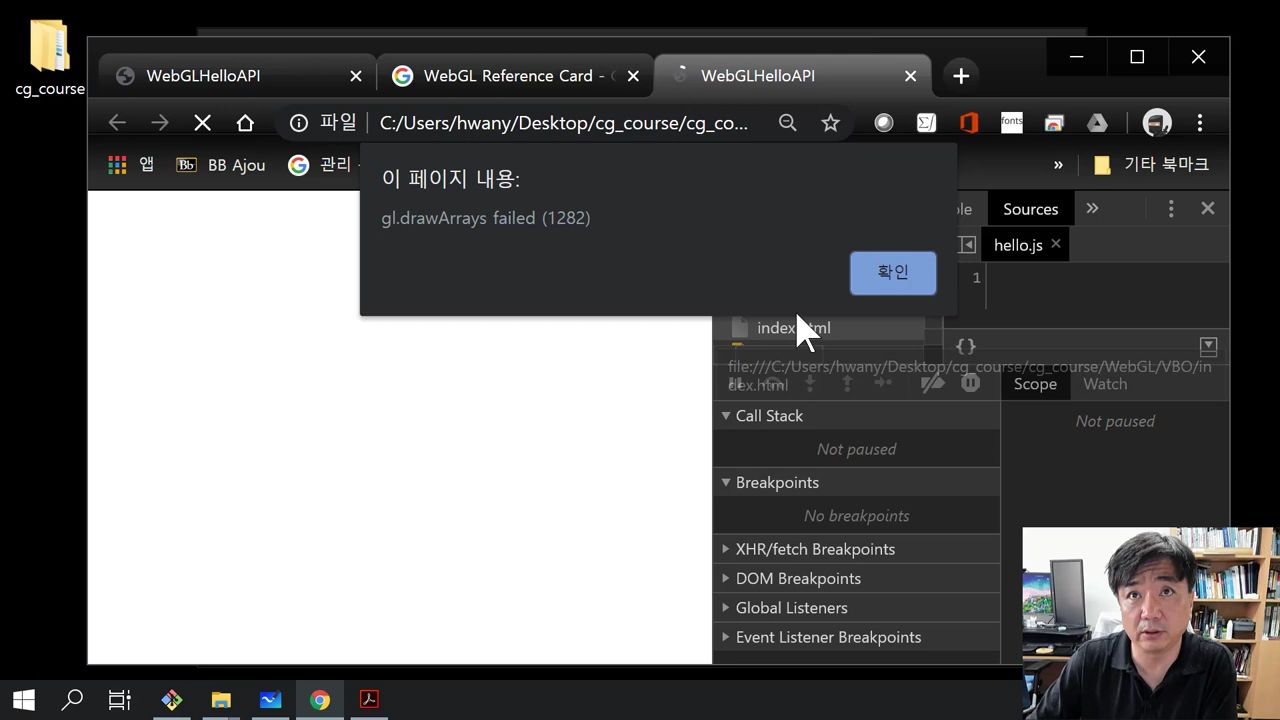 cg_course
WebGLHelloAPI
WebGL Reference Card -
WebGLHelloAPI
파일
C:/Users/hwany/Desktop/cg_course/cg_co...
fonts
앱
Bb BB Ajou
관리
»
기타 북마크
이 페이지 내용:
gl.drawArrays failed (1282)
확인
Sources
»
hello.js
1
{}
file:///C:/Users/hwany/Desktop/cg_course/cg_course/WebGL/VBO/in
dex.html
Scope
Watch
Call Stack
Not paused
Not paused
Breakpoints
No breakpoints
XHR/fetch Breakpoints
DOM Breakpoints
Global Listeners
Event Listener Breakpoints